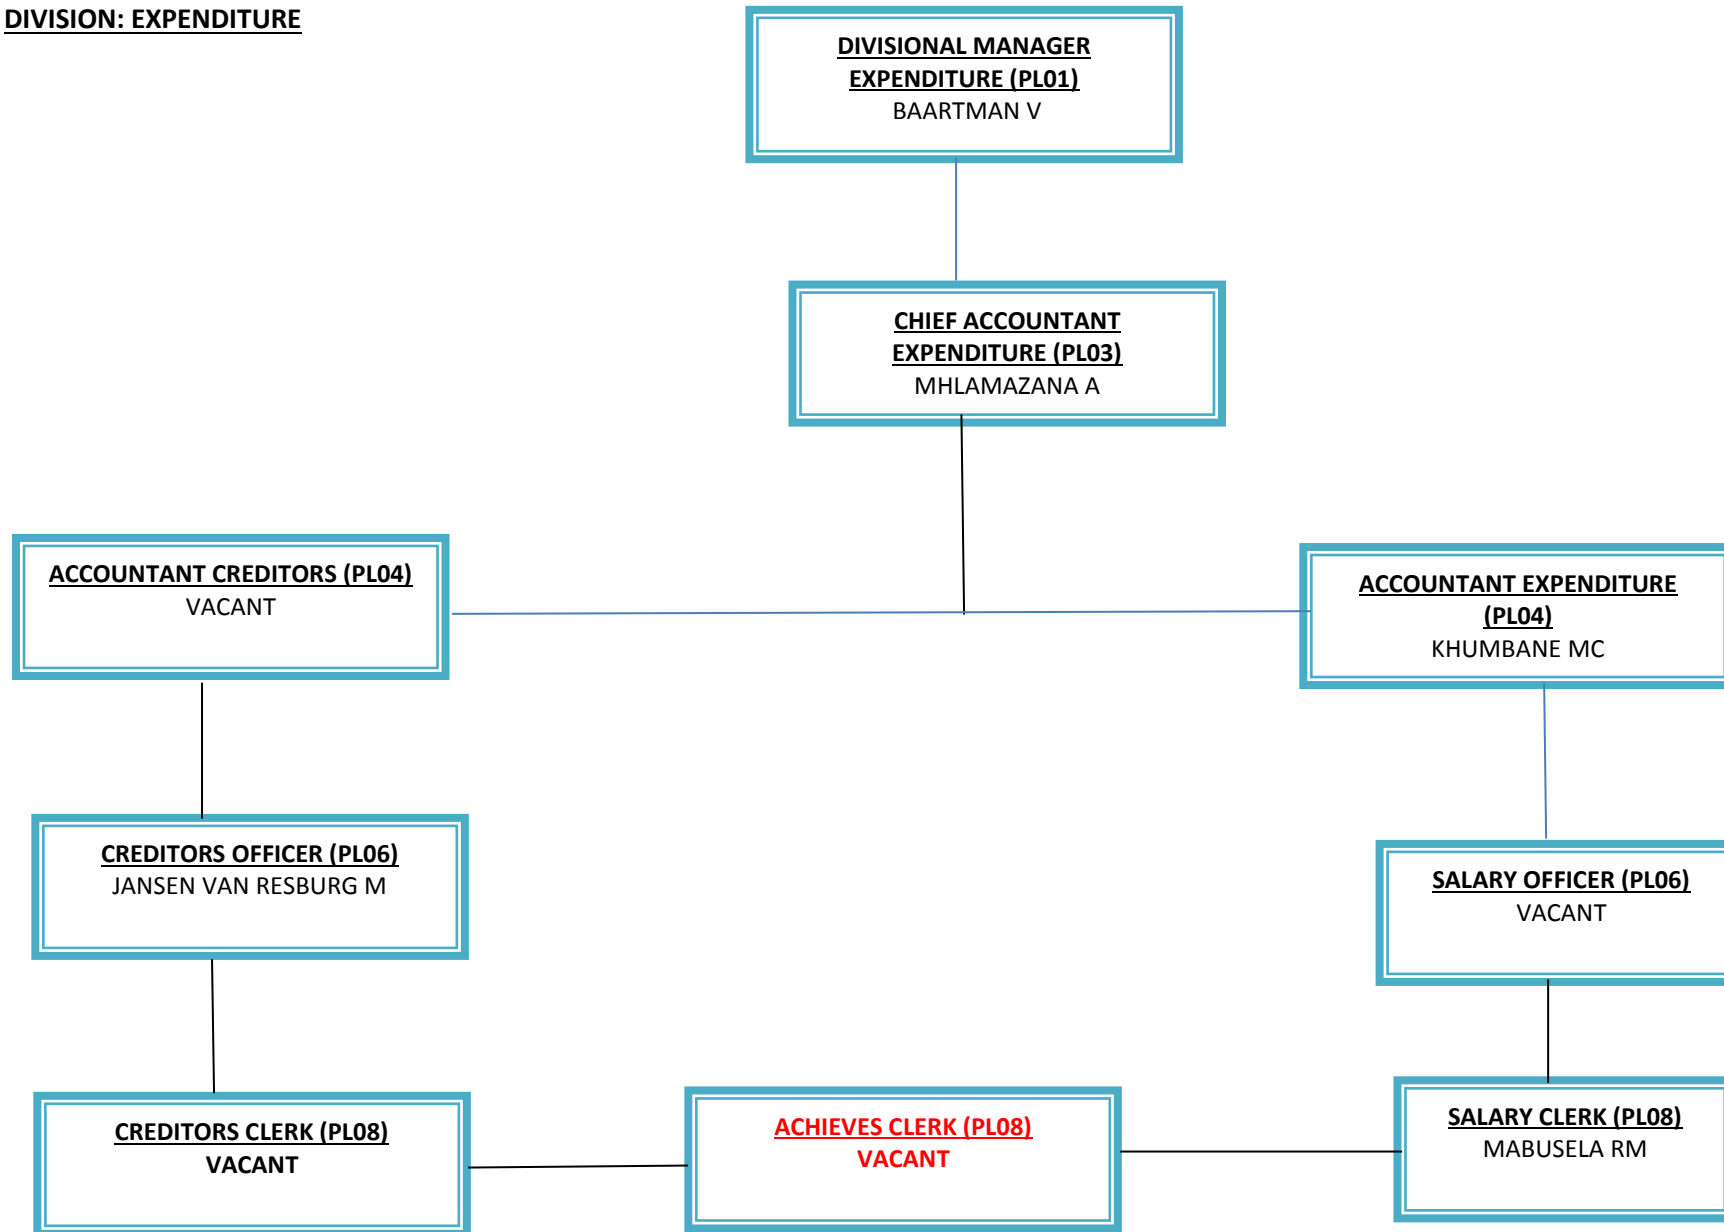 DIVISION: EXPENDITURE
DIVISIONAL MANAGER
EXPENDITURE (PL01)
BAARTMAN V
CHIEF ACCOUNTANT
EXPENDITURE (PL03)
MHLAMAZANA A
ACCOUNTANT CREDITORS (PL04)
VACANT
ACCOUNTANT EXPENDITURE
(PL04)
KHUMBANE MC
CREDITORS OFFICER (PL06)
JANSEN VAN RESBURG M
SALARY OFFICER (PL06)
VACANT
CREDITORS CLERK (PL08)
VACANT
ACHIEVES CLERK (PL08)
VACANT
SALARY CLERK (PL08)
MABUSELA RM